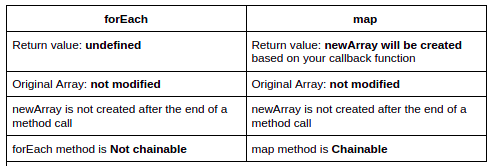 forEach
map
Return value: undefined
Return value: newArray will be created
based on your callback function
Original Array: not modified
Original Array: not modified
newArray is not created after the end of a
method call
newArray is not created after the end of a
method call
forEach method is Not chainable
map method is Chainable